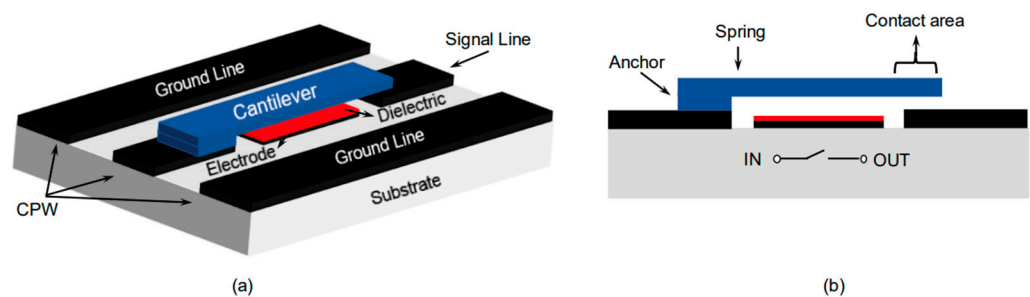 Ground Line
Signal Line
Cantilever
Dielectric
Electrode
Ground Line
Substrate
CPW
(a)
Contact area
Spring
Anchor
IN
OUT
(b)